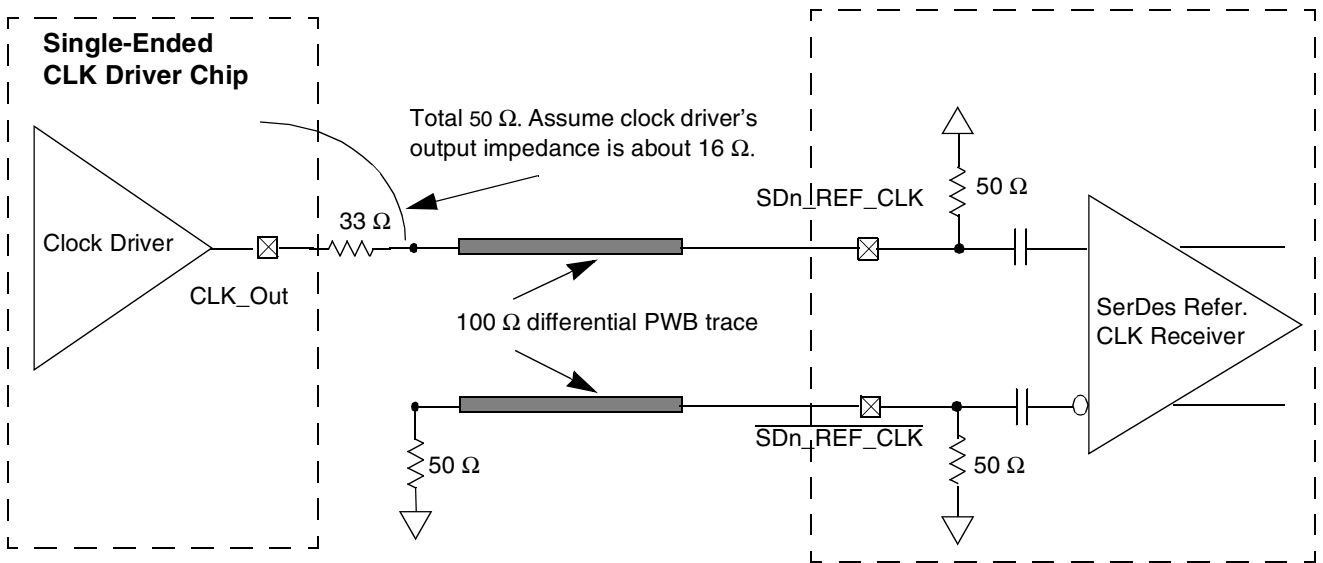 Single-Ended
CLK Driver Chip
Total 50 Ω. Assume clock driver's
output impedance is about 16 Ω.
SDn_REF_CLK
50 Ω
33 Ω
Clock Driver
CLK_Out
SerDes Refer.
CLK Receiver
100 Ω differential PWB trace
SDn_REF_CLK
50 Ω
50 Ω